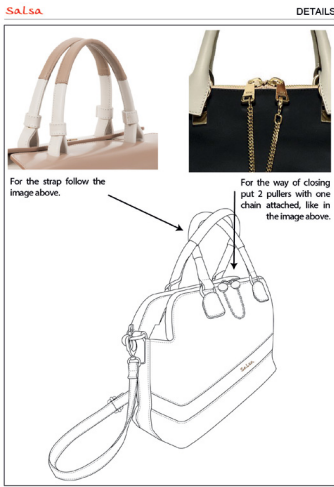 Salsa
DETAILS
For the strap follow the
image above.
For the way of closing
put 2 pullers with one
chain attached, like in
the image above.
Salsa